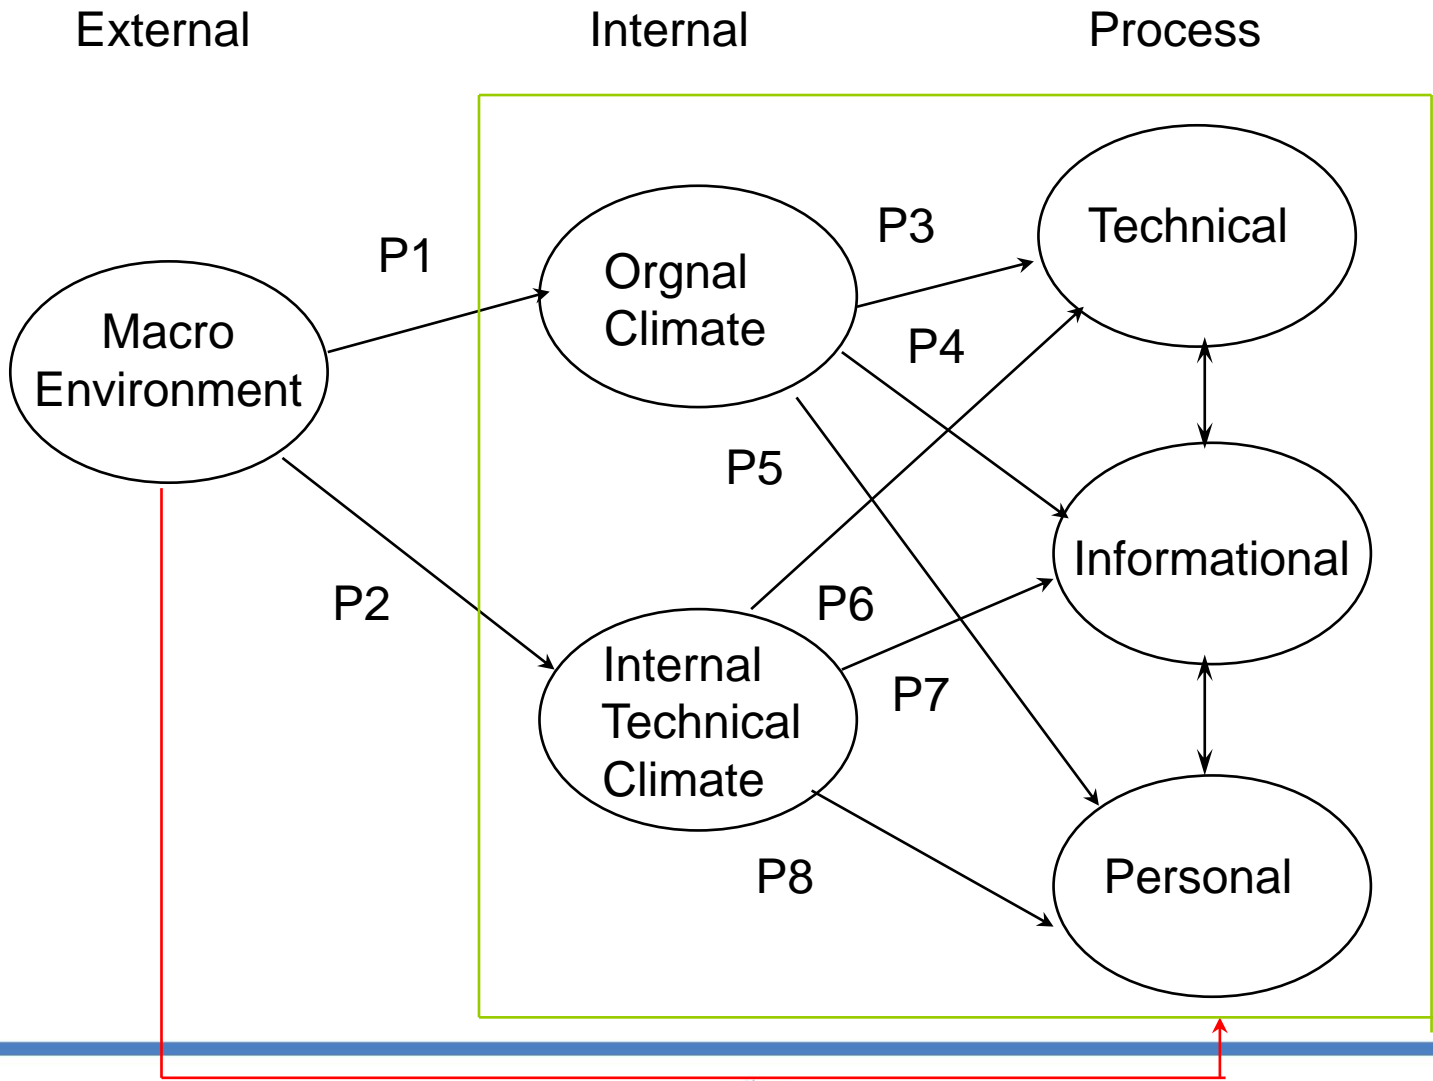 External
Internal
Process
Technical
P3
P1
Orgnal
Climate
Macro
Environment
P4
P5
Informational
P2
P6
Internal
Technical
Climate
P7
P8
Personal